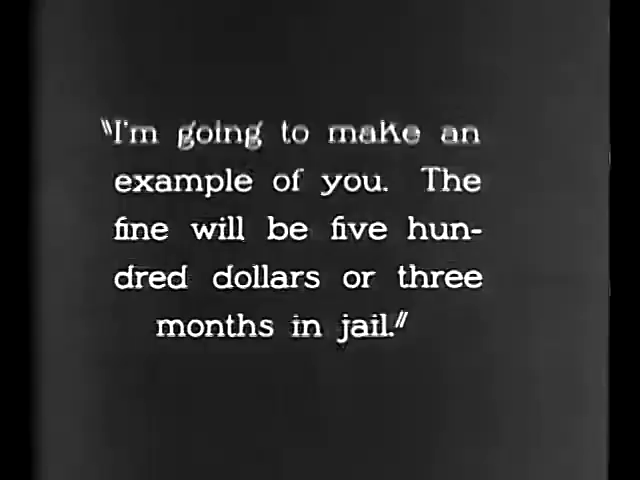 "I'm going to make an
example of you. The
fine will be five hun-
dred dollars or three
months in jail."